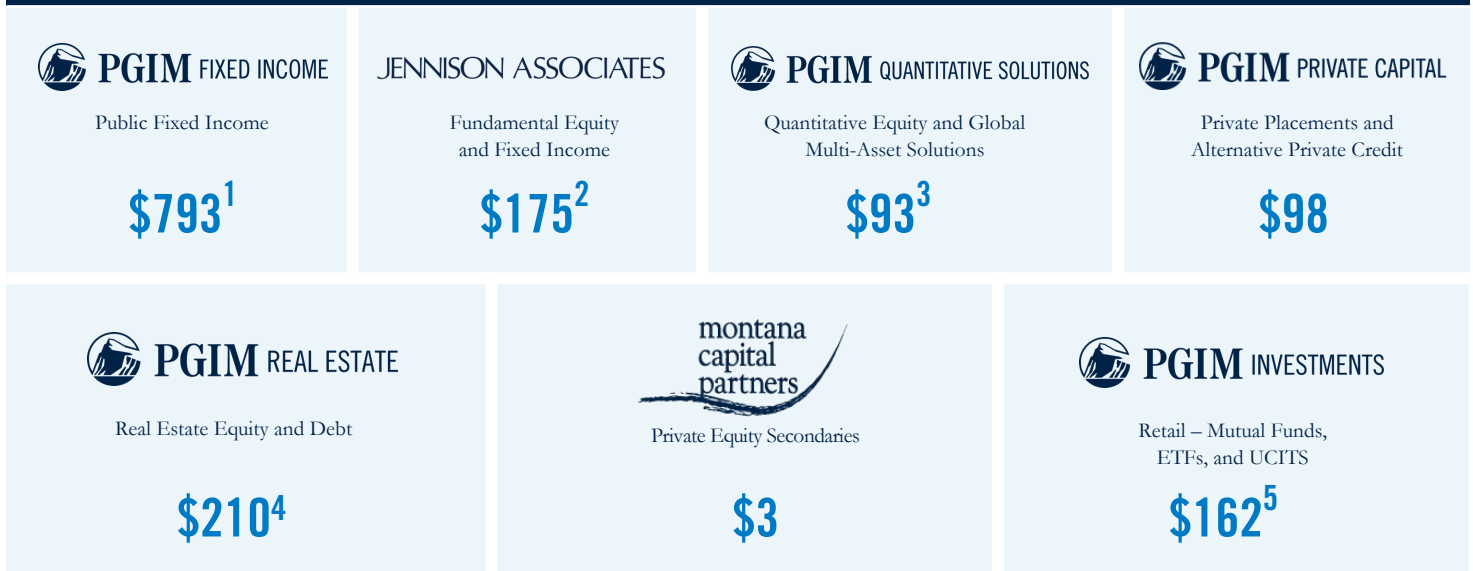 PGIM FIXED INCOME
Public Fixed Income
$793¹
JENNISON ASSOCIATES
Fundamental Equity
and Fixed Income
$175²
PGIM QUANTITATIVE SOLUTIONS
Quantitative Equity and Global
Multi-Asset Solutions
$93³
PGIM PRIVATE CAPITAL
Private Placements and
Alternative Private Credit
$98
PGIM REAL ESTATE
Real Estate Equity and Debt
$210⁴
montana
capital
partners
Private Equity Secondaries
$3
PGIM INVESTMENTS
Retail – Mutual Funds,
ETFs, and UCITS
$162⁵